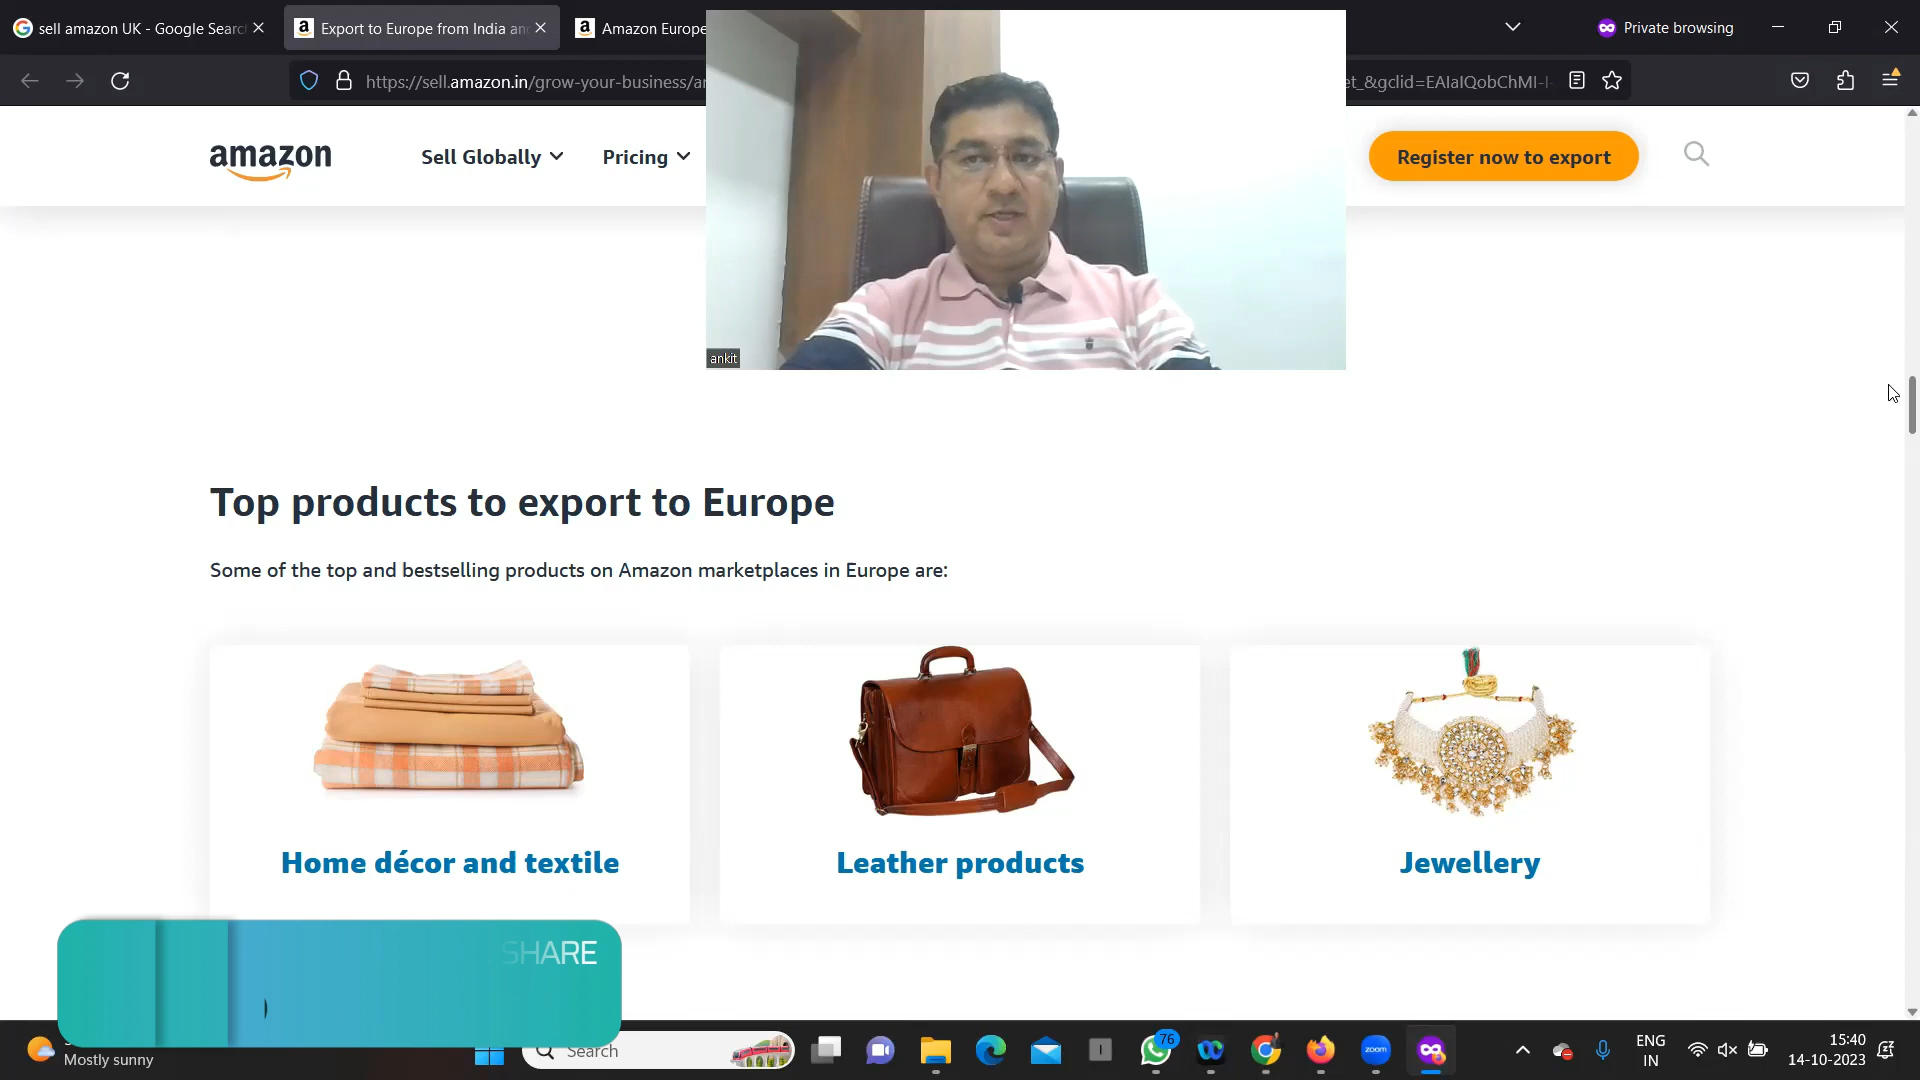 sell amazon UK - Google Searc
Export to Europe from India an
Amazon Europe
Private browsing
https://sell.amazon.in/grow-your-business/a
et_&gclid=EAIaIQobChMI-I-
amazon
Sell Globally
Pricing
Register now to export
ankit
Top products to export to Europe
Some of the top and bestselling products on Amazon marketplaces in Europe are:
Home décor and textile
Leather products
Jewellery
SHARE
Mostly sunny
Search
76
zoom
ENG
IN
15:40
14-10-2023